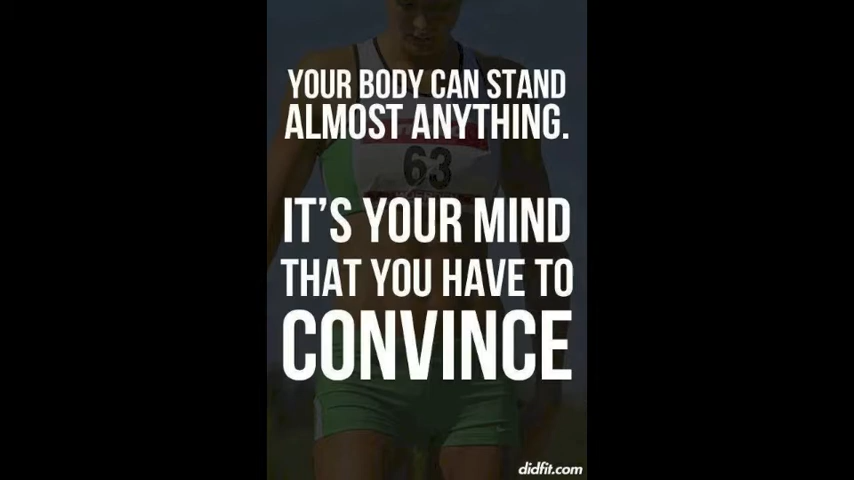 YOUR BODY CAN STAND
ALMOST ANYTHING.
63
IT'S YOUR MIND
THAT YOU HAVE TO
CONVINCE
didfit.com